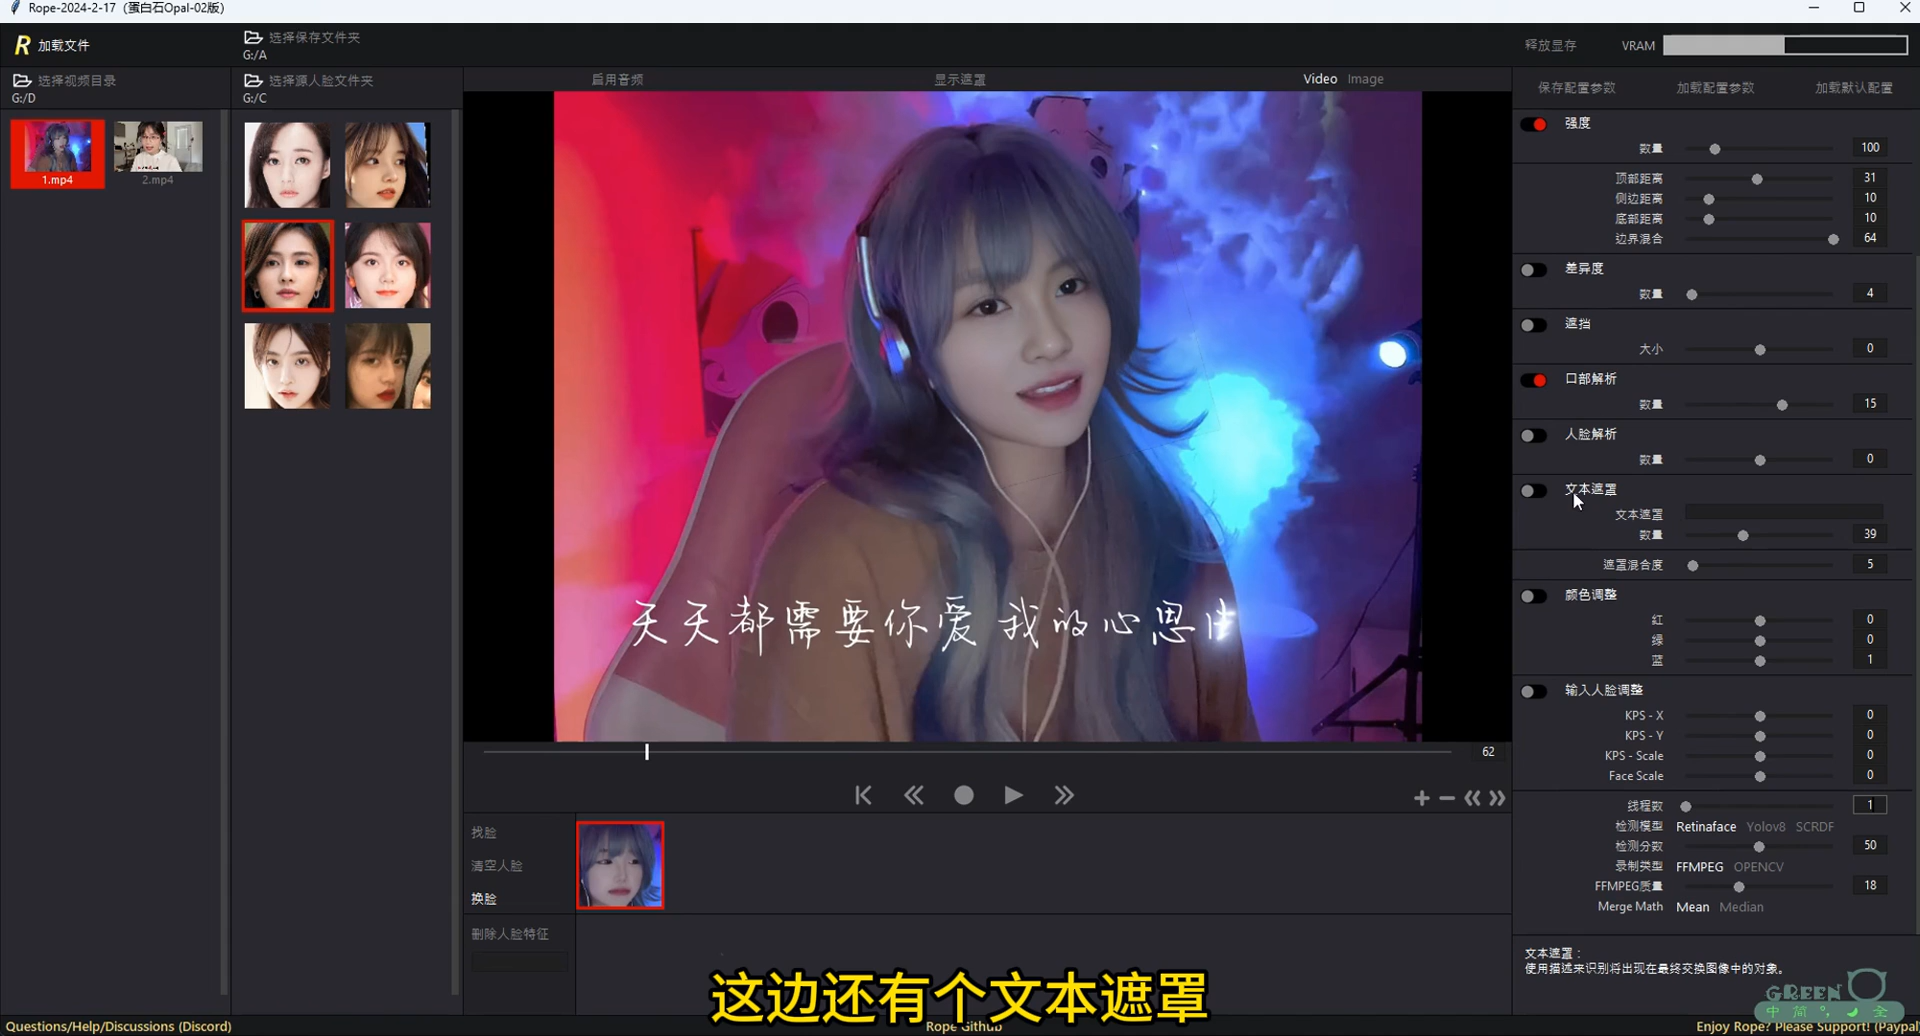 Rope-2024-2-17（蛋白石Opal-02版）
R 加载文件
选择保存文件夹
G:/A
释放显存
VRAM
选择视频目录
G:/D
选择源人脸文件夹
G:/C
启用音频
显示遮罩
Video Image
保存配置参数
加载配置参数
加载默认配置
1.mp4
2.mp4
强度
数量 100
顶部距离 31
侧边距离 10
底部距离 10
边界混合 64
差异度
数量 4
遮挡
大小 0
口部解析
数量 15
人脸解析
数量 0
文本遮罩
文本遮罩
数量 39
遮罩混合度 5
颜色调整
红 0
绿 0
蓝 1
输入人脸调整
KPS - X 0
KPS - Y 0
KPS - Scale 0
Face Scale 0
线程数 1
检测模型 Retinaface Yolov8 SCRDF
检测分数 50
录制类型 FFMPEG OPENCV
FFMPEG质量 18
Merge Math Mean Median
天天都需要你爱 我的心思由
62
找脸
清空人脸
换脸
删除人脸特征
文本遮罩：
使用描述来识别将出现在最终交换图像中的对象。
这边还有个文本遮罩
GREEN
中 简 全
Questions/Help/Discussions (Discord)
Rope Github
Enjoy Rope? Please Support! (Paypal